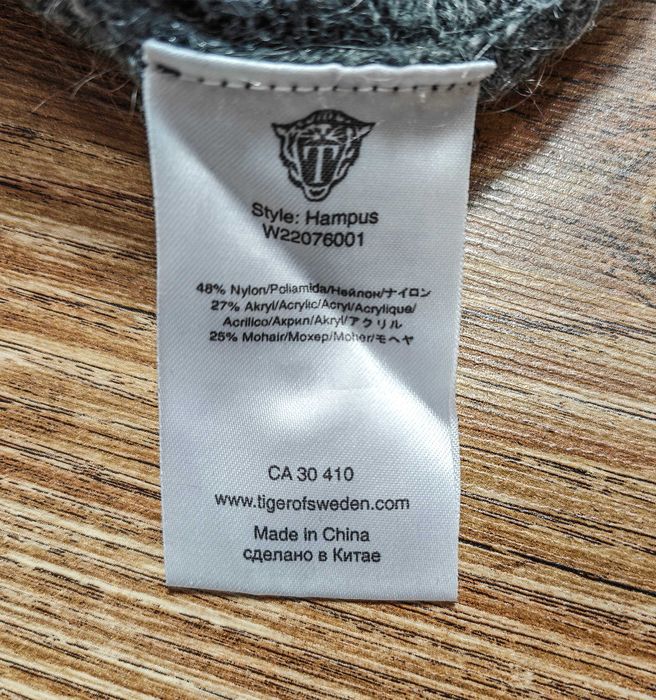 T
Style: Hampus
W22076001
48% Nylon/Poliamida/Нейлон/ナイロン
27% Akryl/Acrylic/Acryl/Acrylique/
Acrilico/Акрил/Akryl/アクリル
25% Mohair/Мохер/Moher/モヘヤ
CA 30 410
www.tigerofsweden.com
Made in China
сделано в Китае